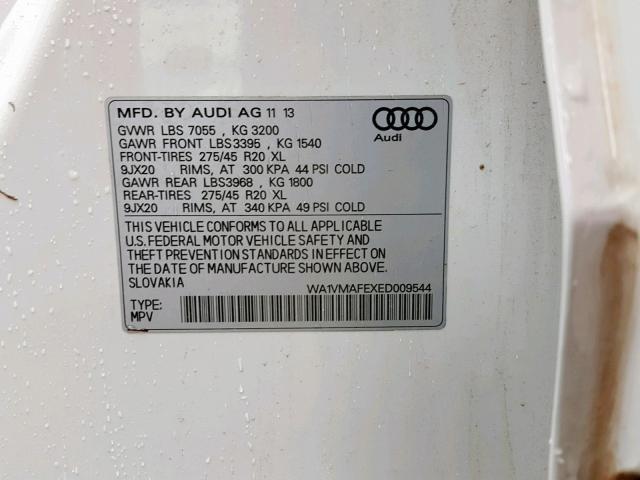 MFD. BY AUDI AG 11 13
GVWR LBS 7055 , KG 3200
GAWR FRONT LBS3395 , KG 1540
FRONT-TIRES 275/45 R20 XL
9JX20 RIMS, AT 300 KPA 44 PSI COLD
GAWR REAR LBS3968 , KG 1800
REAR-TIRES 275/45 R20 XL
9JX20 RIMS, AT 340 KPA 49 PSI COLD
Audi
THIS VEHICLE CONFORMS TO ALL APPLICABLE
U.S. FEDERAL MOTOR VEHICLE SAFETY AND
THEFT PREVENTION STANDARDS IN EFFECT ON
THE DATE OF MANUFACTURE SHOWN ABOVE.
SLOVAKIA
WA1VMAFEXED009544
TYPE:
MPV